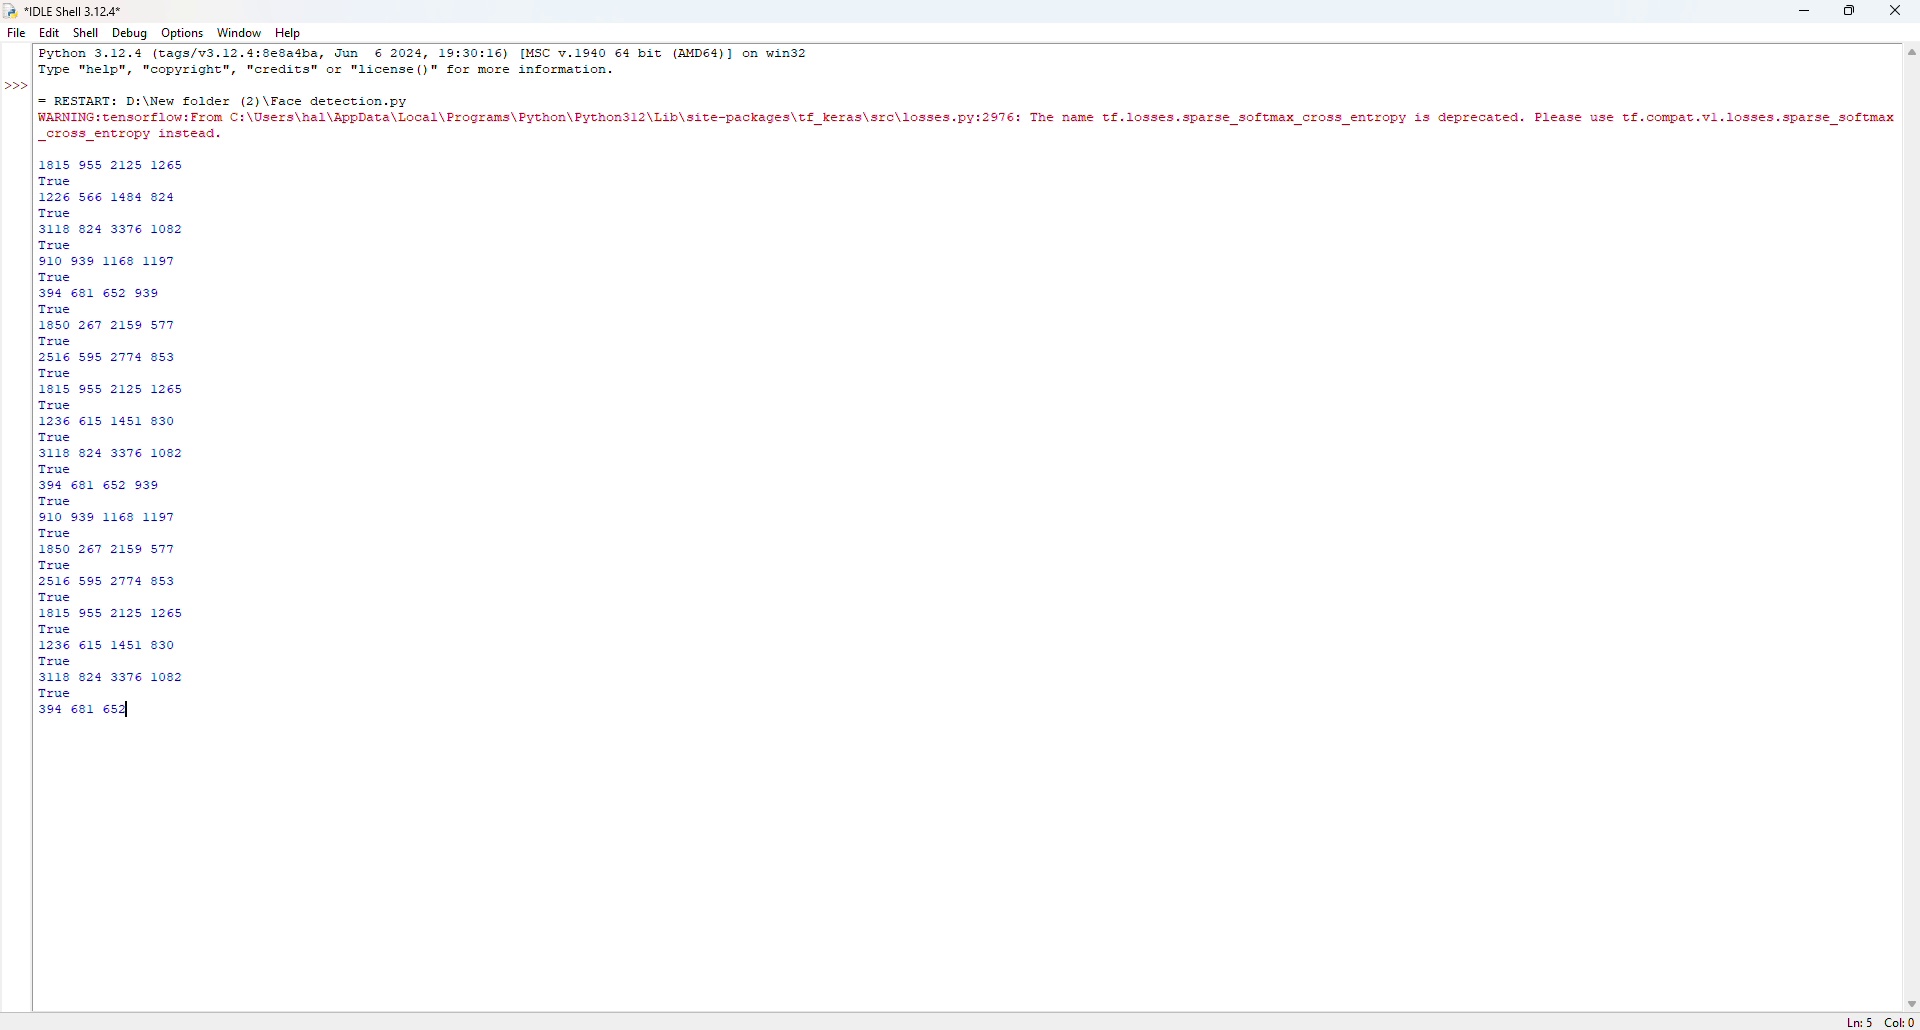 *IDLE Shell 3.12.4*
File Edit Shell Debug Options Window Help
Python 3.12.4 (tags/v3.12.4:8e8a4ba, Jun  6 2024, 19:30:16) [MSC v.1940 64 bit (AMD64)] on win32
Type "help", "copyright", "credits" or "license()" for more information.
>>>
= RESTART: D:\New folder (2)\Face detection.py
WARNING:tensorflow:From C:\Users\hal\AppData\Local\Programs\Python\Python312\Lib\site-packages\tf_keras\src\losses.py:2976: The name tf.losses.sparse_softmax_cross_entropy is deprecated. Please use tf.compat.v1.losses.sparse_softmax
_cross_entropy instead.
1815 955 2125 1265
True
1226 566 1484 824
True
3118 824 3376 1082
True
910 939 1168 1197
True
394 681 652 939
True
1850 267 2159 577
True
2516 595 2774 853
True
1815 955 2125 1265
True
1236 615 1451 830
True
3118 824 3376 1082
True
394 681 652 939
True
910 939 1168 1197
True
1850 267 2159 577
True
2516 595 2774 853
True
1815 955 2125 1265
True
1236 615 1451 830
True
3118 824 3376 1082
True
394 681 652
Ln: 5 Col: 0